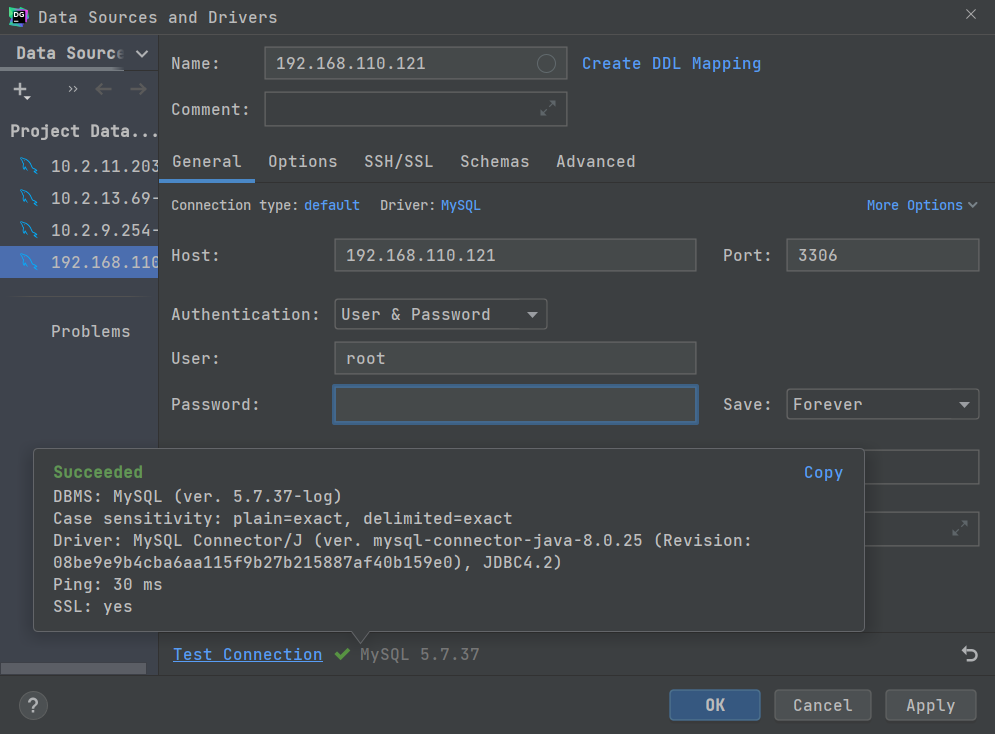 DG
Data Sources and Drivers
Data Source
Name:
192.168.110.121
Create DDL Mapping
»
Comment:
Project Data...
10.2.11.203
10.2.13.69-
10.2.9.254-
192.168.110
Problems
General Options SSH/SSL Schemas Advanced
Connection type: default Driver: MySQL More Options
Host: 192.168.110.121 Port: 3306
Authentication: User & Password
User: root
Password: Save: Forever
Succeeded Copy
DBMS: MySQL (ver. 5.7.37-log)
Case sensitivity: plain=exact, delimited=exact
Driver: MySQL Connector/J (ver. mysql-connector-java-8.0.25 (Revision:
08be9e9b4cba6aa115f9b27b215887af40b159e0), JDBC4.2)
Ping: 30 ms
SSL: yes
Test Connection MySQL 5.7.37
? OK Cancel Apply